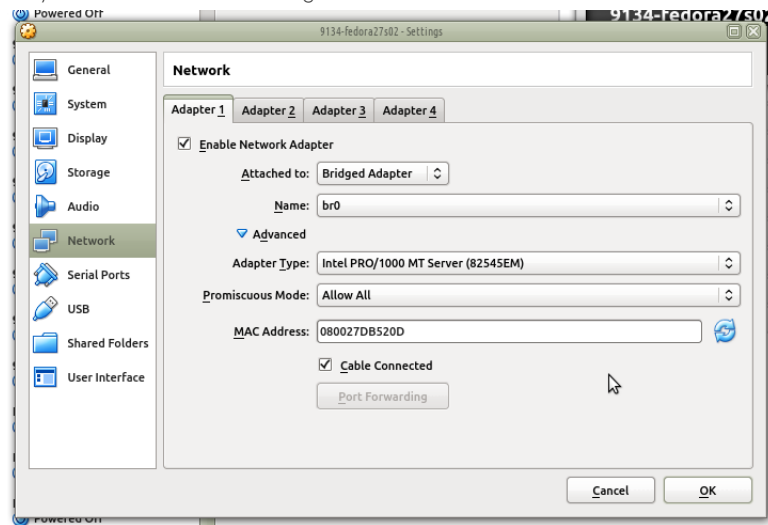 Powered Off
9134-fedora27s02
9134-fedora27s02 - Settings
General
System
Display
Storage
Audio
Network
Serial Ports
USB
Shared Folders
User Interface
Network
Adapter 1 Adapter 2 Adapter 3 Adapter 4
Enable Network Adapter
Attached to: Bridged Adapter
Name: br0
Advanced
Adapter Type: Intel PRO/1000 MT Server (82545EM)
Promiscuous Mode: Allow All
MAC Address: 080027DB520D
Cable Connected
Port Forwarding
Cancel OK
Powered Off